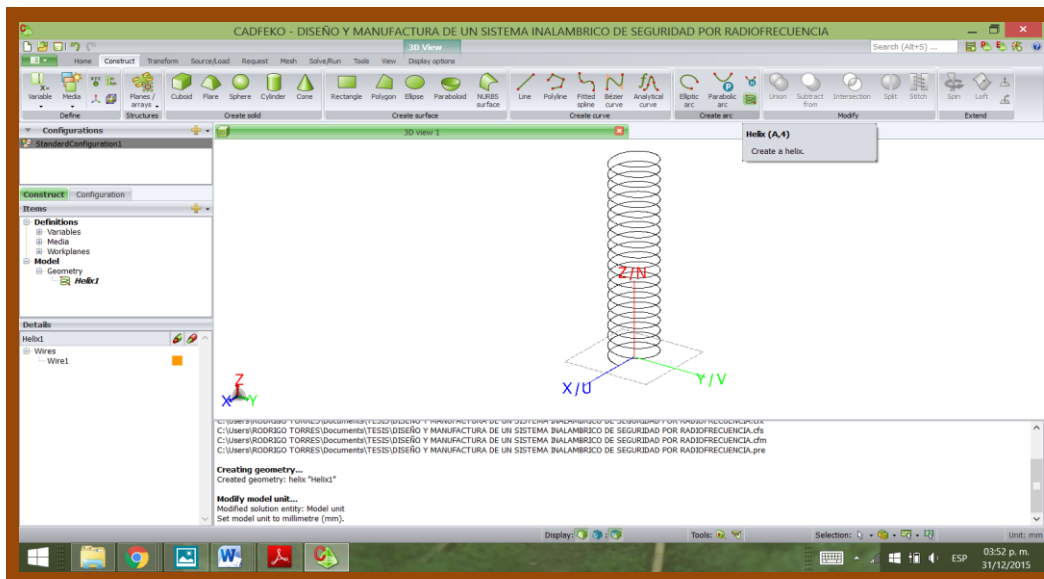 CADFEKO - DISEÑO Y MANUFACTURA DE UN SISTEMA INALAMBRICO DE SEGURIDAD POR RADIOFRECUENCIA
3D View
Search (Alt+S) ...
Home Construct Transform Source/Load Request Mesh Solve/Run Tools View Display options
Variable Media Planes / arrays Cuboid Flare Sphere Cylinder Cone Rectangle Polygon Ellipse Paraboloid NURBS surface Line Polyline Fitted spline Bézier curve Analytical curve Elliptic arc Parabolic arc Union Subtract from Intersection Split Stitch Spin Loft
Define Structures Create solid Create surface Create curve Create arc Modify Extend
Configurations
StandardConfiguration1
3D view 1
Helix (A,4)
Create a helix.
Construct Configuration
Items
Definitions
Variables
Media
Workplanes
Model
Geometry
Helix1
Details
Helix1
Wires
Wire1
Z/N
X/U
Y/V
Z
X
Y
C:\Users\RODRIGO TORRES\Documents\TESIS\DISEÑO Y MANUFACTURA DE UN SISTEMA INALAMBRICO DE SEGURIDAD POR RADIOFRECUENCIA.cfs
C:\Users\RODRIGO TORRES\Documents\TESIS\DISEÑO Y MANUFACTURA DE UN SISTEMA INALAMBRICO DE SEGURIDAD POR RADIOFRECUENCIA.cfm
C:\Users\RODRIGO TORRES\Documents\TESIS\DISEÑO Y MANUFACTURA DE UN SISTEMA INALAMBRICO DE SEGURIDAD POR RADIOFRECUENCIA.pre
Creating geometry...
Created geometry: helix "Helix1"
Modify model unit...
Modified solution entity: Model unit
Set model unit to millimetre (mm).
Display: Tools: Selection: Unit: mm
ESP
03:52 p. m.
31/12/2015